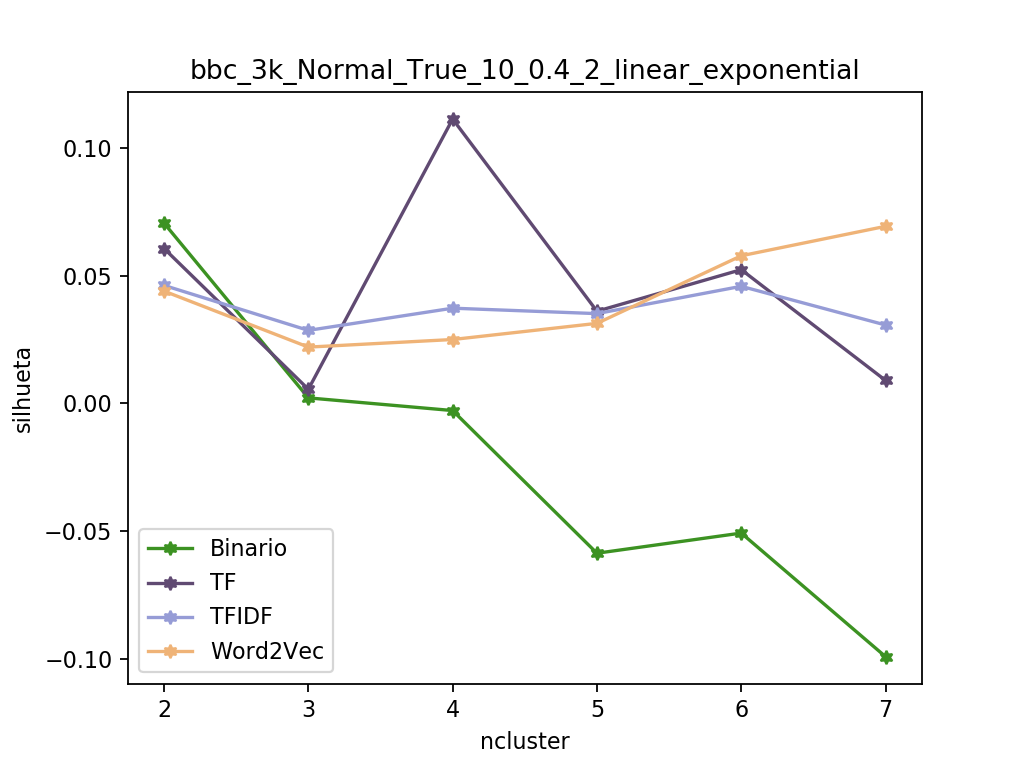 bbc_3k_Normal_True_10_0.4_2_linear_exponential
silhueta
0.10
0.05
0.00
−0.05
−0.10
Binario
TF
TFIDF
Word2Vec
2 3 4 5 6 7
ncluster